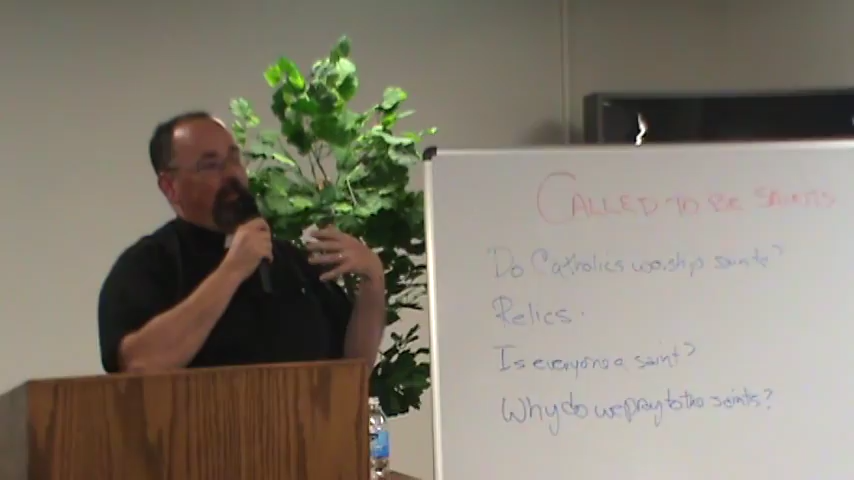 CALLED TO BE SAINTS
Do Catholics worship saints?
Relics.
Is everyone a saint?
Why do we pray to the saints?